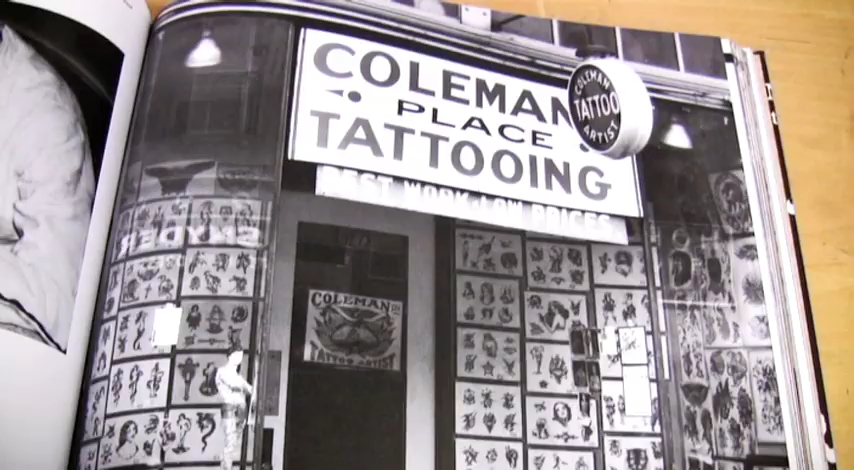 COLEMAN
PLACE
TATTOOING
BEST WORK-LOW PRICES
COLEMAN
TATTOO
ARTIST
COLEMAN
TATTOO ARTIST